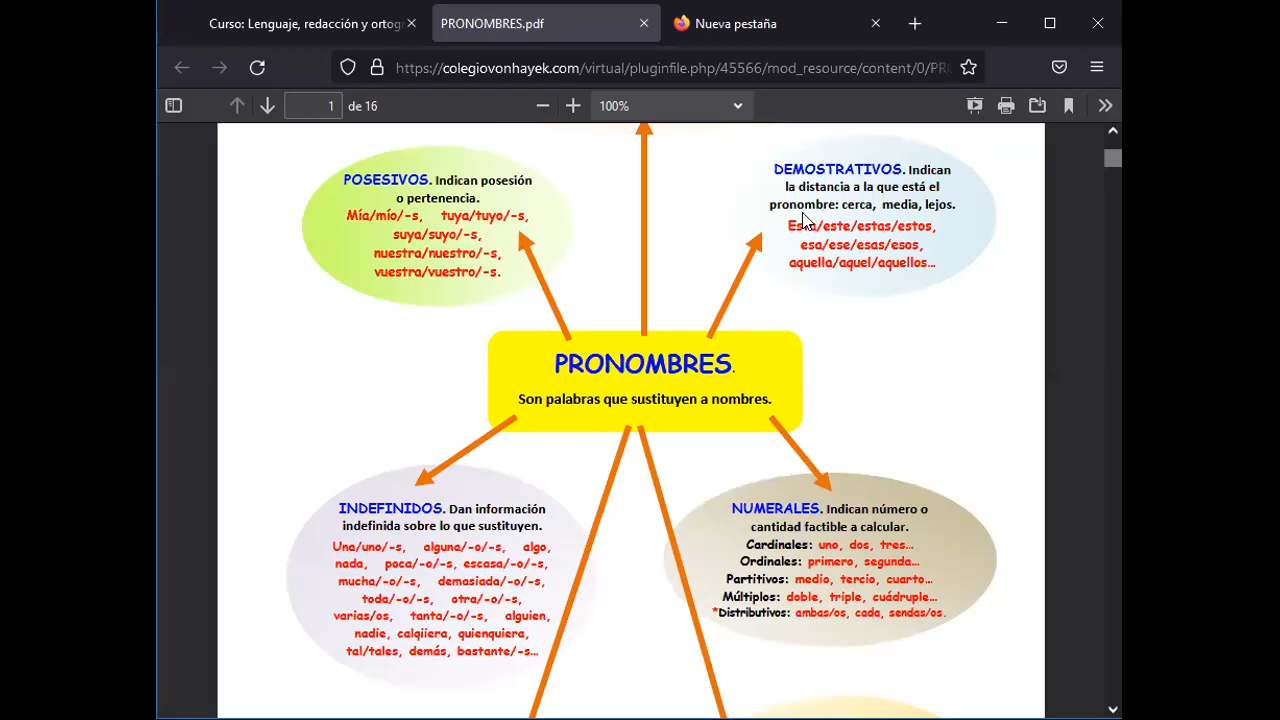 Curso: Lenguaje, redacción y ortog
PRONOMBRES.pdf
Nueva pestaña
https://colegiovonhayek.com/virtual/pluginfile.php/45566/mod_resource/content/0/PR
1 de 16
100%
POSESIVOS. Indican posesión
o pertenencia.
Mía/mío/-s, tuya/tuyo/-s,
suya/suyo/-s,
nuestra/nuestro/-s,
vuestra/vuestro/-s.
DEMOSTRATIVOS. Indican
la distancia a la que está el
pronombre: cerca, media, lejos.
Esta/este/estas/estos,
esa/ese/esas/esos,
aquella/aquel/aquellos...
PRONOMBRES.
Son palabras que sustituyen a nombres.
INDEFINIDOS. Dan información
indefinida sobre lo que sustituyen.
Una/uno/-s, alguna/-o/-s, algo,
nada, poca/-o/-s, escasa/-o/-s,
mucha/-o/-s, demasiada/-o/-s,
toda/-o/-s, otra/-o/-s,
varias/os, tanta/-o/-s, alguien,
nadie, calqiiera, quienquiera,
tal/tales, demás, bastante/-s...
NUMERALES. Indican número o
cantidad factible a calcular.
Cardinales: uno, dos, tres...
Ordinales: primero, segunda...
Partitivos: medio, tercio, cuarto...
Múltiplos: doble, triple, cuádruple...
*Distributivos: ambas/os, cada, sendas/os.